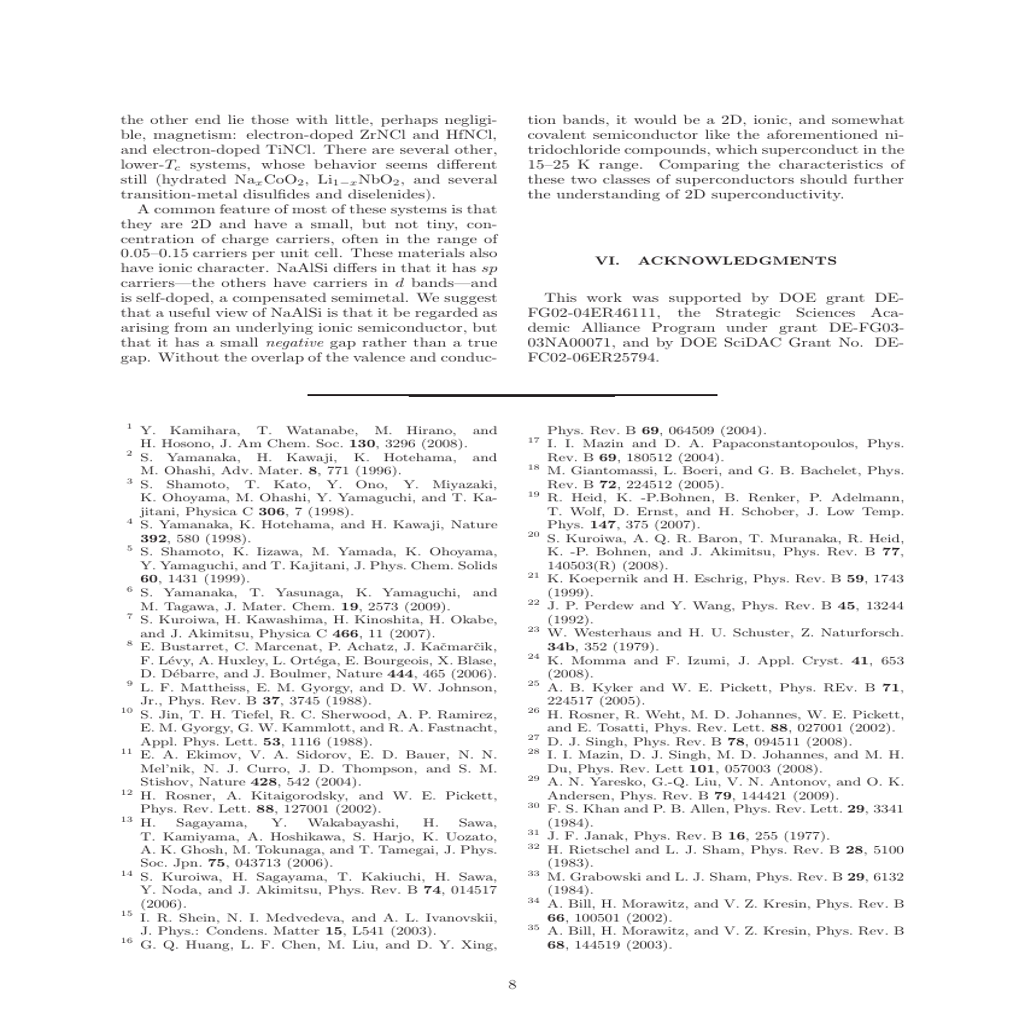 the other end lie those with little, perhaps negligi-
ble, magnetism: electron-doped ZrNCl and HfNCl,
and electron-doped TiNCl. There are several other,
lower-Tc systems, whose behavior seems different
still (hydrated NaxCoO2, Li1−xNbO2, and several
transition-metal disulfides and diselenides).
A common feature of most of these systems is that
they are 2D and have a small, but not tiny, con-
centration of charge carriers, often in the range of
0.05–0.15 carriers per unit cell. These materials also
have ionic character. NaAlSi differs in that it has sp
carriers—the others have carriers in d bands—and
is self-doped, a compensated semimetal. We suggest
that a useful view of NaAlSi is that it be regarded as
arising from an underlying ionic semiconductor, but
that it has a small negative gap rather than a true
gap. Without the overlap of the valence and conduc-
tion bands, it would be a 2D, ionic, and somewhat
covalent semiconductor like the aforementioned ni-
tridochloride compounds, which superconduct in the
15–25 K range. Comparing the characteristics of
these two classes of superconductors should further
the understanding of 2D superconductivity.
VI. ACKNOWLEDGMENTS
This work was supported by DOE grant DE-
FG02-04ER46111, the Strategic Sciences Aca-
demic Alliance Program under grant DE-FG03-
03NA00071, and by DOE SciDAC Grant No. DE-
FC02-06ER25794.
1 Y. Kamihara, T. Watanabe, M. Hirano, and
H. Hosono, J. Am Chem. Soc. 130, 3296 (2008).
2 S. Yamanaka, H. Kawaji, K. Hotehama, and
M. Ohashi, Adv. Mater. 8, 771 (1996).
3 S. Shamoto, T. Kato, Y. Ono, Y. Miyazaki,
K. Ohoyama, M. Ohashi, Y. Yamaguchi, and T. Ka-
jitani, Physica C 306, 7 (1998).
4 S. Yamanaka, K. Hotehama, and H. Kawaji, Nature
392, 580 (1998).
5 S. Shamoto, K. Iizawa, M. Yamada, K. Ohoyama,
Y. Yamaguchi, and T. Kajitani, J. Phys. Chem. Solids
60, 1431 (1999).
6 S. Yamanaka, T. Yasunaga, K. Yamaguchi, and
M. Tagawa, J. Mater. Chem. 19, 2573 (2009).
7 S. Kuroiwa, H. Kawashima, H. Kinoshita, H. Okabe,
and J. Akimitsu, Physica C 466, 11 (2007).
8 E. Bustarret, C. Marcenat, P. Achatz, J. Kačmarčik,
F. Lévy, A. Huxley, L. Ortéga, E. Bourgeois, X. Blase,
D. Débarre, and J. Boulmer, Nature 444, 465 (2006).
9 L. F. Mattheiss, E. M. Gyorgy, and D. W. Johnson,
Jr., Phys. Rev. B 37, 3745 (1988).
10 S. Jin, T. H. Tiefel, R. C. Sherwood, A. P. Ramirez,
E. M. Gyorgy, G. W. Kammlott, and R. A. Fastnacht,
Appl. Phys. Lett. 53, 1116 (1988).
11 E. A. Ekimov, V. A. Sidorov, E. D. Bauer, N. N.
Mel'nik, N. J. Curro, J. D. Thompson, and S. M.
Stishov, Nature 428, 542 (2004).
12 H. Rosner, A. Kitaigorodsky, and W. E. Pickett,
Phys. Rev. Lett. 88, 127001 (2002).
13 H. Sagayama, Y. Wakabayashi, H. Sawa,
T. Kamiyama, A. Hoshikawa, S. Harjo, K. Uozato,
A. K. Ghosh, M. Tokunaga, and T. Tamegai, J. Phys.
Soc. Jpn. 75, 043713 (2006).
14 S. Kuroiwa, H. Sagayama, T. Kakiuchi, H. Sawa,
Y. Noda, and J. Akimitsu, Phys. Rev. B 74, 014517
(2006).
15 I. R. Shein, N. I. Medvedeva, and A. L. Ivanovskii,
J. Phys.: Condens. Matter 15, L541 (2003).
16 G. Q. Huang, L. F. Chen, M. Liu, and D. Y. Xing,
Phys. Rev. B 69, 064509 (2004).
17 I. I. Mazin and D. A. Papaconstantopoulos, Phys.
Rev. B 69, 180512 (2004).
18 M. Giantomassi, L. Boeri, and G. B. Bachelet, Phys.
Rev. B 72, 224512 (2005).
19 R. Heid, K. -P.Bohnen, B. Renker, P. Adelmann,
T. Wolf, D. Ernst, and H. Schober, J. Low Temp.
Phys. 147, 375 (2007).
20 S. Kuroiwa, A. Q. R. Baron, T. Muranaka, R. Heid,
K. -P. Bohnen, and J. Akimitsu, Phys. Rev. B 77,
140503(R) (2008).
21 K. Koepernik and H. Eschrig, Phys. Rev. B 59, 1743
(1999).
22 J. P. Perdew and Y. Wang, Phys. Rev. B 45, 13244
(1992).
23 W. Westerhaus and H. U. Schuster, Z. Naturforsch.
34b, 352 (1979).
24 K. Momma and F. Izumi, J. Appl. Cryst. 41, 653
(2008).
25 A. B. Kyker and W. E. Pickett, Phys. REv. B 71,
224517 (2005).
26 H. Rosner, R. Weht, M. D. Johannes, W. E. Pickett,
and E. Tosatti, Phys. Rev. Lett. 88, 027001 (2002).
27 D. J. Singh, Phys. Rev. B 78, 094511 (2008).
28 I. I. Mazin, D. J. Singh, M. D. Johannes, and M. H.
Du, Phys. Rev. Lett 101, 057003 (2008).
29 A. N. Yaresko, G.-Q. Liu, V. N. Antonov, and O. K.
Andersen, Phys. Rev. B 79, 144421 (2009).
30 F. S. Khan and P. B. Allen, Phys. Rev. Lett. 29, 3341
(1984).
31 J. F. Janak, Phys. Rev. B 16, 255 (1977).
32 H. Rietschel and L. J. Sham, Phys. Rev. B 28, 5100
(1983).
33 M. Grabowski and L. J. Sham, Phys. Rev. B 29, 6132
(1984).
34 A. Bill, H. Morawitz, and V. Z. Kresin, Phys. Rev. B
66, 100501 (2002).
35 A. Bill, H. Morawitz, and V. Z. Kresin, Phys. Rev. B
68, 144519 (2003).
8